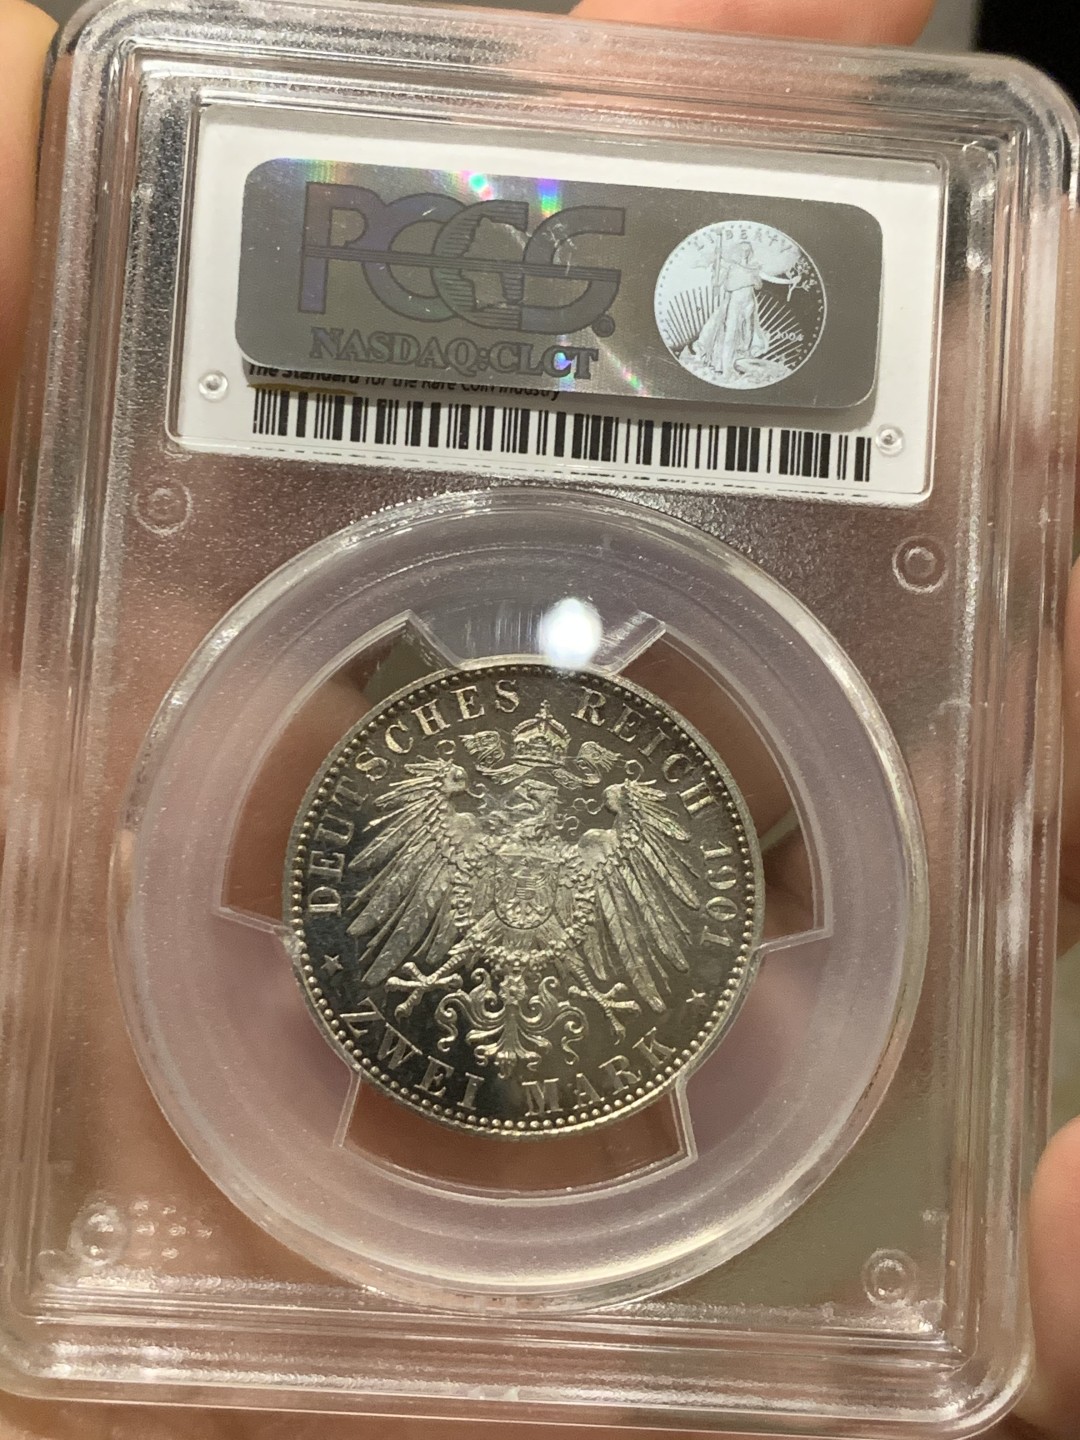 PCGS
NASDAQ:CLCT
LIBERTY
The Standard for the Rare Coin Industry
DEUTSCHES REICH 1901
★ ZWEI MARK ★